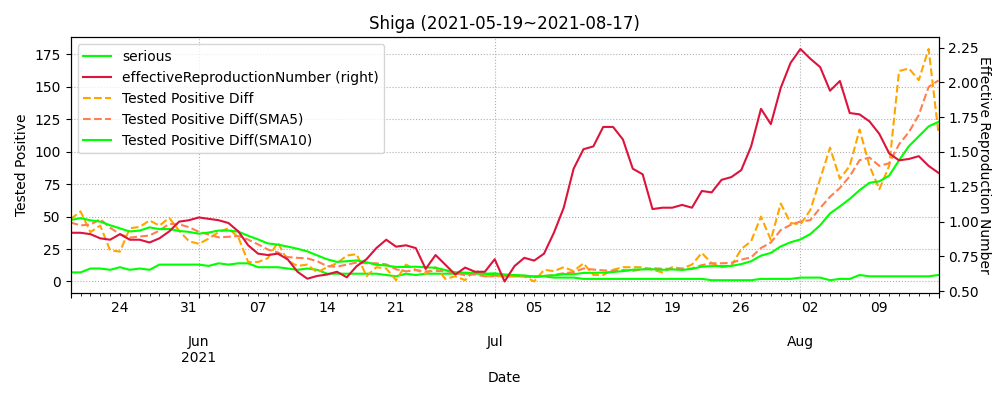 Shiga (2021-05-19~2021-08-17)
serious
effectiveReproductionNumber (right)
Tested Positive Diff
Tested Positive Diff(SMA5)
Tested Positive Diff(SMA10)
Tested Positive
175
150
125
100
75
50
25
0
2.25
2.00
1.75
1.50
1.25
1.00
0.75
0.50
Effective Reproduction Number
24 31 07 14 21 28 05 12 19 26 02 09
Jun Jul Aug
2021
Date